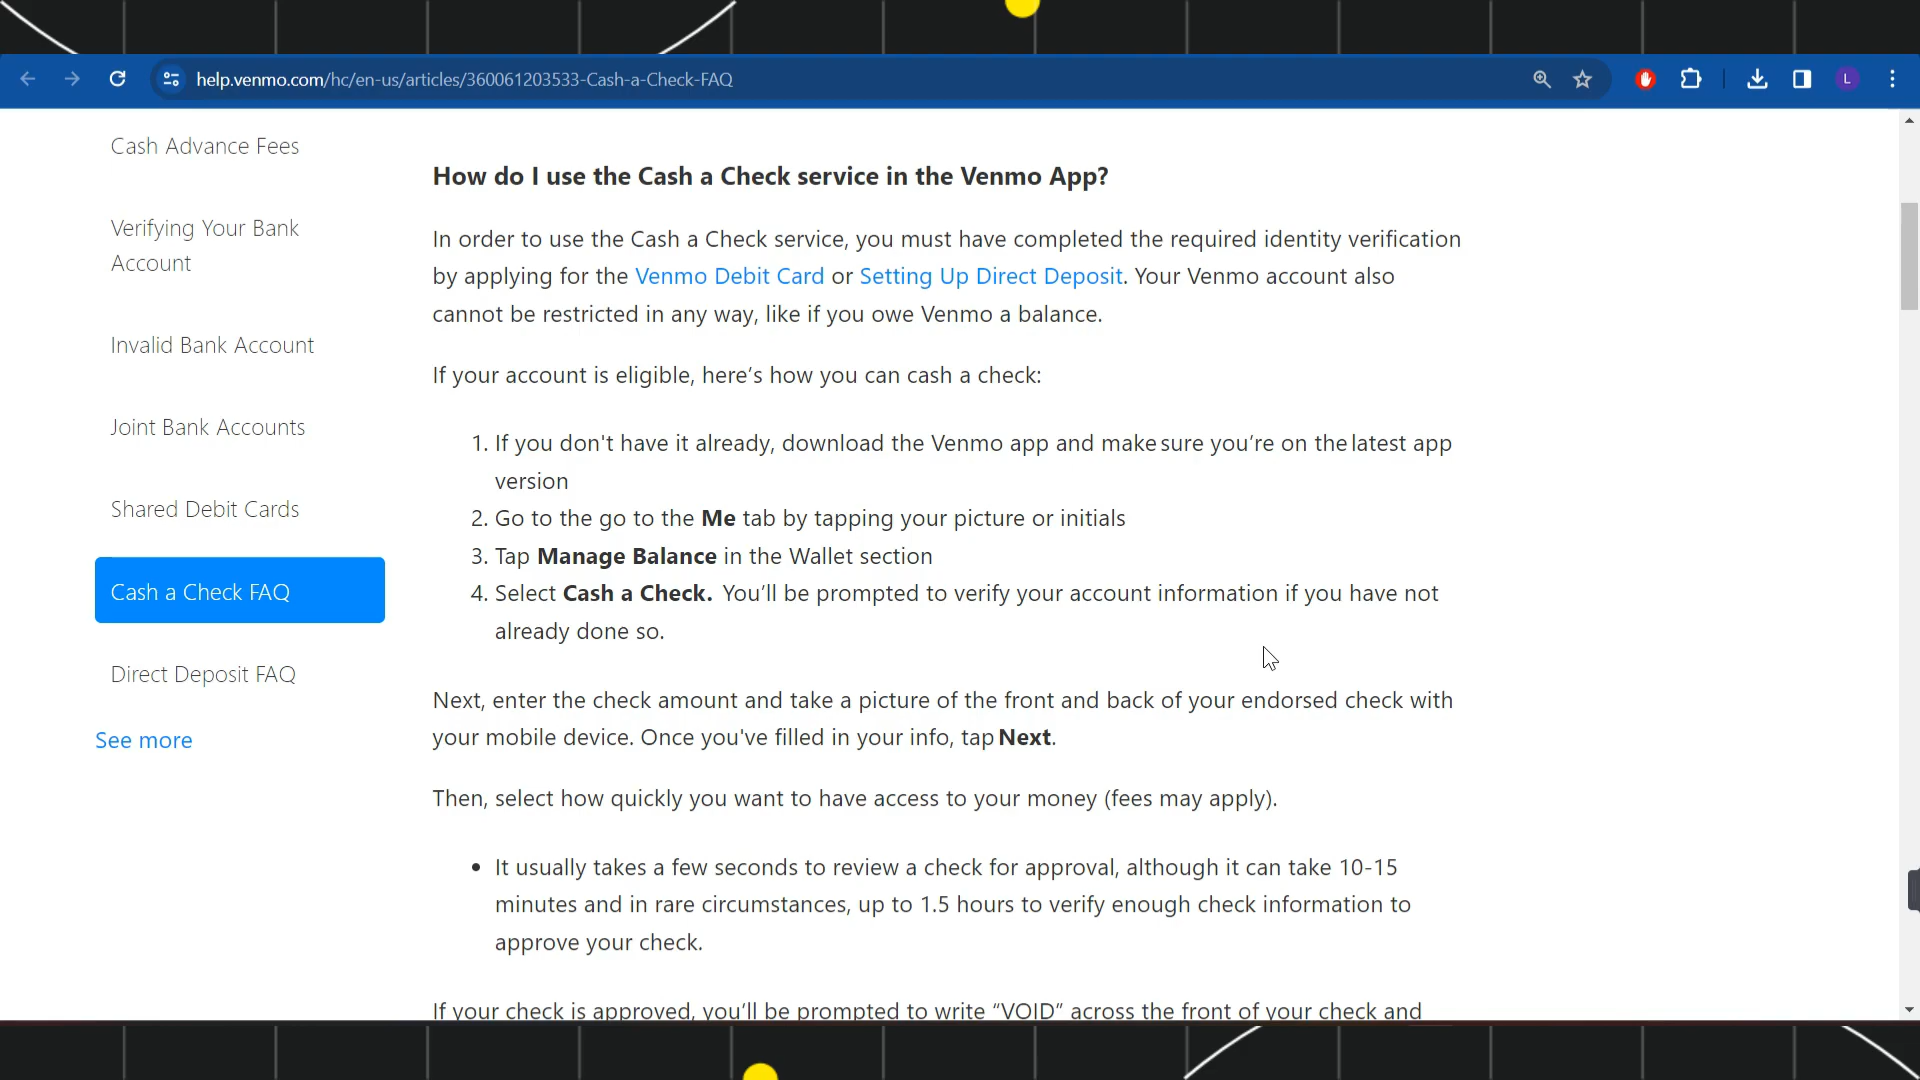 help.venmo.com/hc/en-us/articles/360061203533-Cash-a-Check-FAQ
L
Cash Advance Fees
Verifying Your Bank
Account
Invalid Bank Account
Joint Bank Accounts
Shared Debit Cards
Cash a Check FAQ
Direct Deposit FAQ
See more
How do I use the Cash a Check service in the Venmo App?
In order to use the Cash a Check service, you must have completed the required identity verification
by applying for the Venmo Debit Card or Setting Up Direct Deposit. Your Venmo account also
cannot be restricted in any way, like if you owe Venmo a balance.
If your account is eligible, here’s how you can cash a check:
1. If you don't have it already, download the Venmo app and make sure you’re on the latest app
version
2. Go to the go to the Me tab by tapping your picture or initials
3. Tap Manage Balance in the Wallet section
4. Select Cash a Check. You’ll be prompted to verify your account information if you have not
already done so.
Next, enter the check amount and take a picture of the front and back of your endorsed check with
your mobile device. Once you've filled in your info, tap Next.
Then, select how quickly you want to have access to your money (fees may apply).
• It usually takes a few seconds to review a check for approval, although it can take 10-15
minutes and in rare circumstances, up to 1.5 hours to verify enough check information to
approve your check.
If your check is approved, you’ll be prompted to write “VOID” across the front of your check and